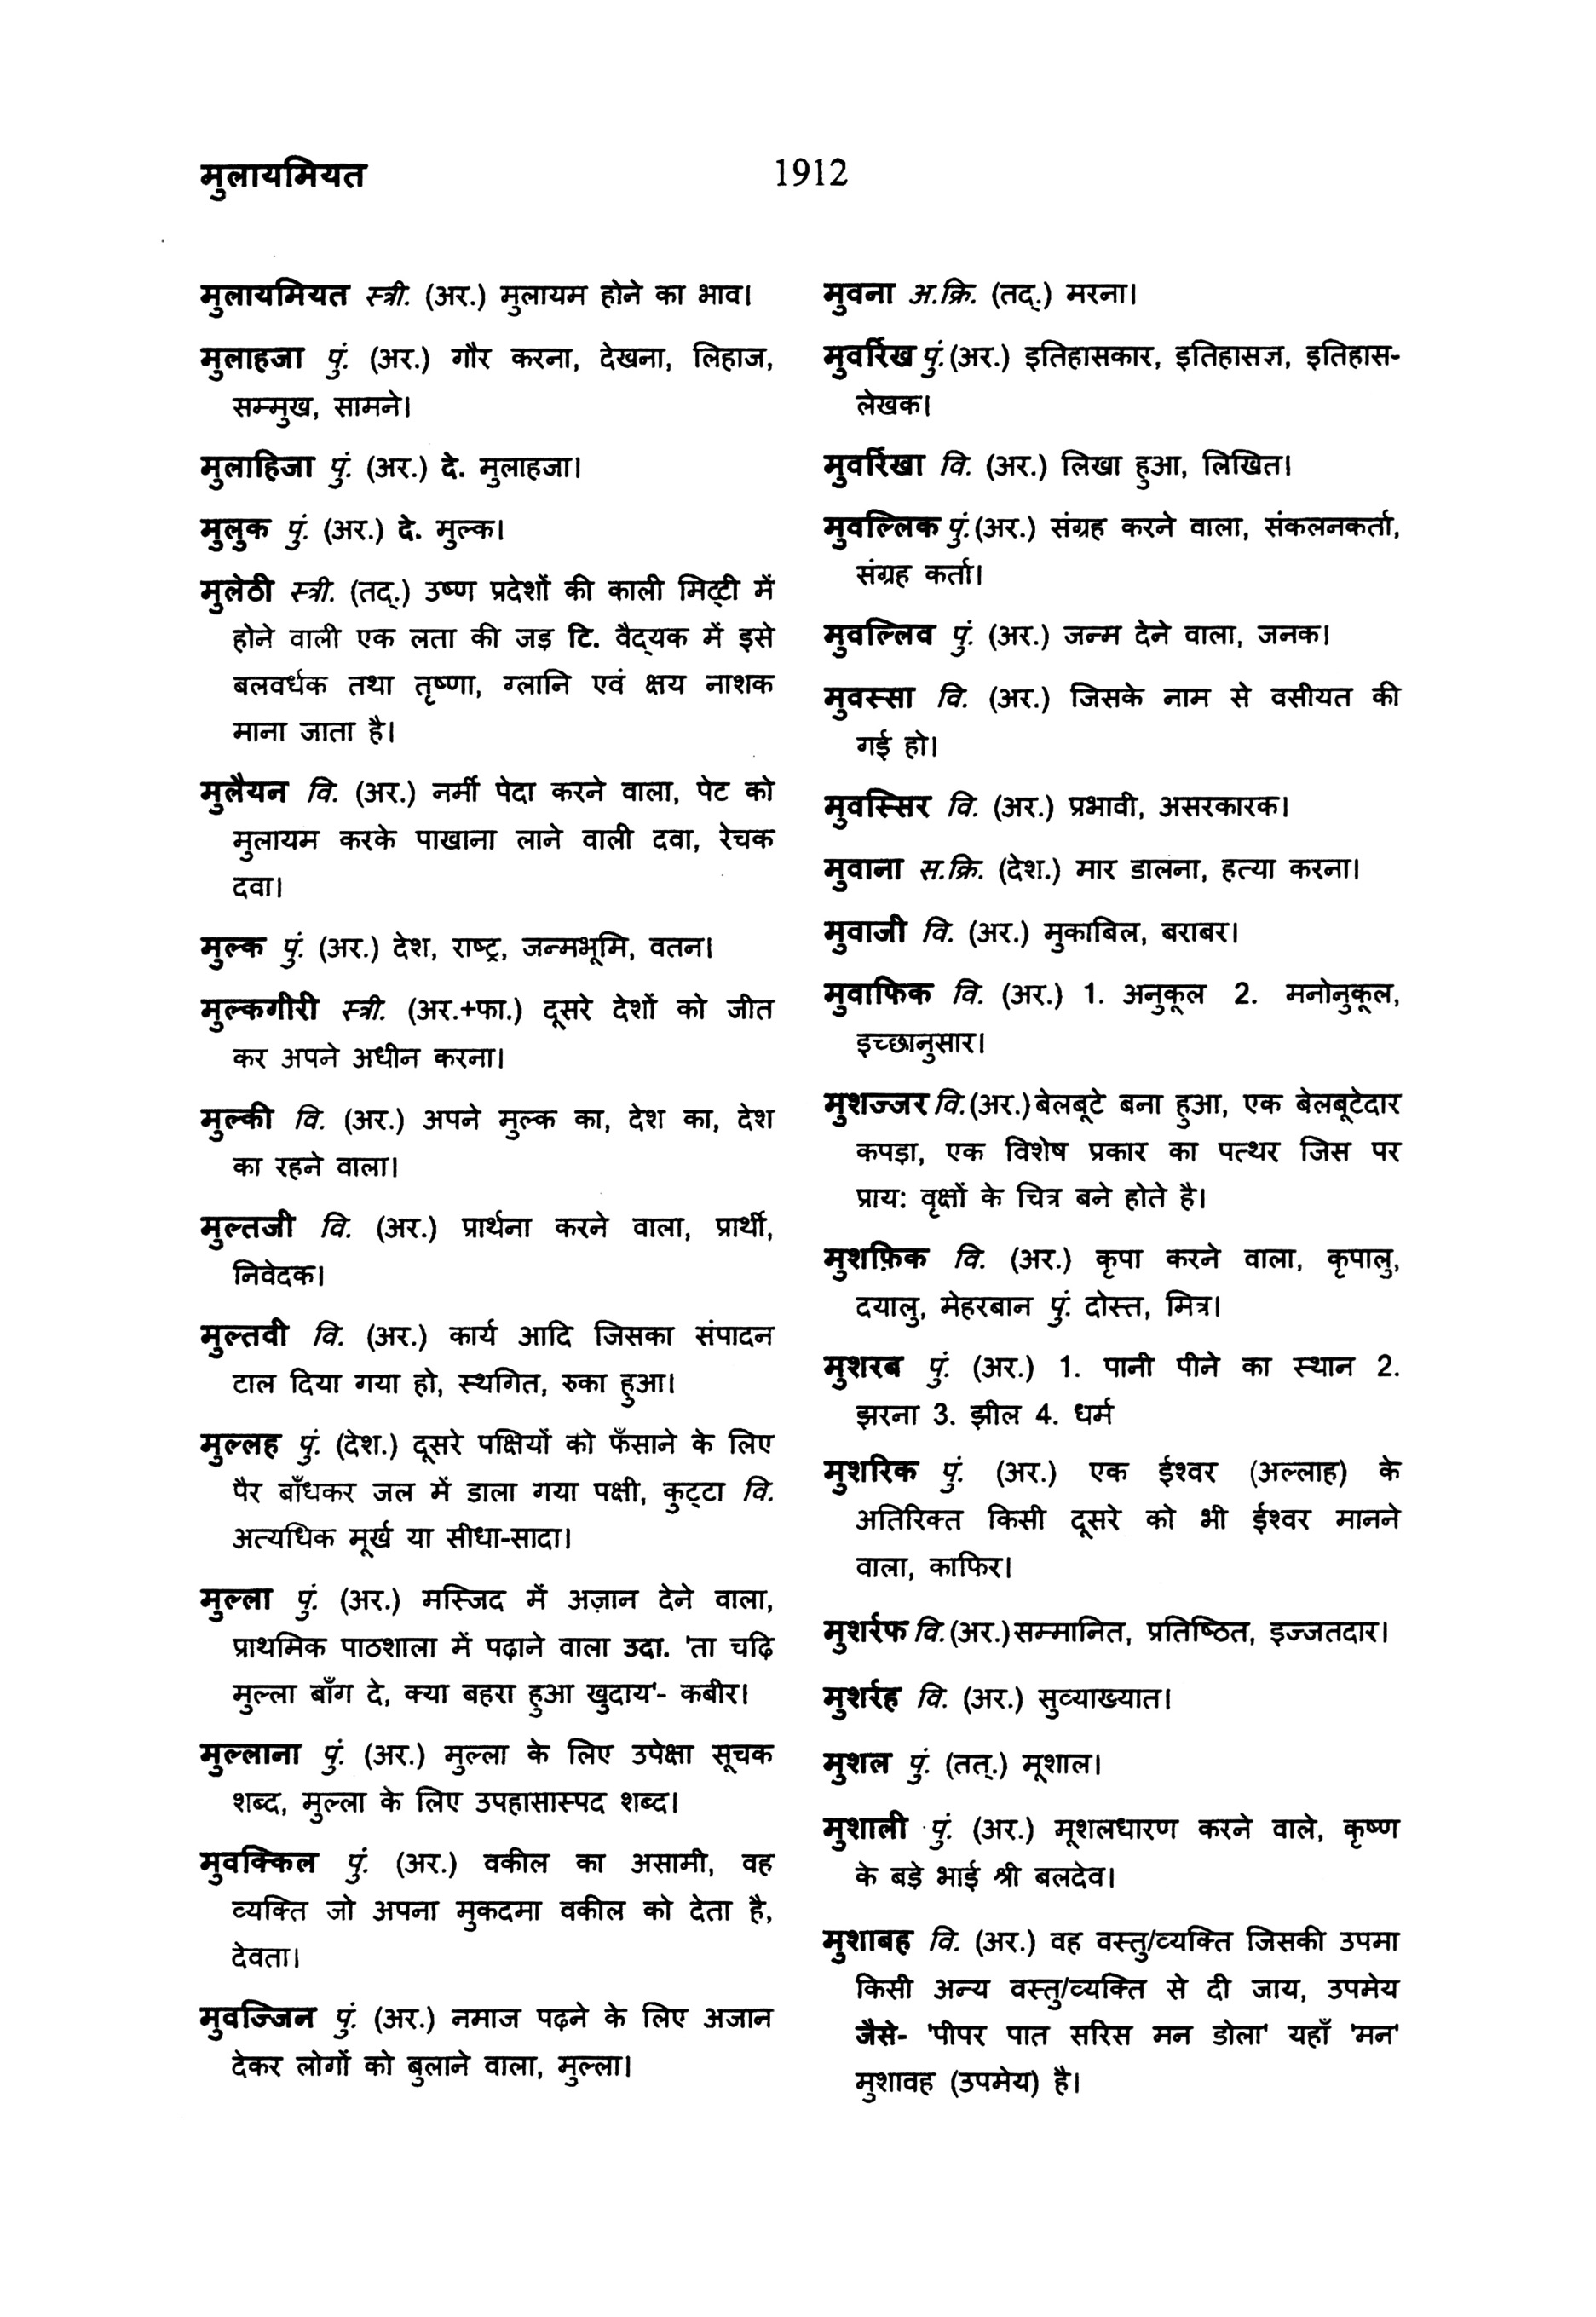 मुलायमियत
1912
मुलायमियत स्त्री. (अर.) मुलायम होने का भाव।
मुलाहजा पुं. (अर.) गौर करना, देखना, लिहाज,
सम्मुख, सामने।
मुलाहिजा पुं. (अर.) दे. मुलाहजा।
मुलुक पुं. (अर.) दे. मुल्क।
मुलेठी स्त्री. (तद्.) उष्ण प्रदेशों की काली मिट्टी में
होने वाली एक लता की जड़ टि. वैद्यक में इसे
बलवर्धक तथा तृष्णा, ग्लानि एवं क्षय नाशक
माना जाता है।
मुलैयन वि. (अर.) नर्मी पेदा करने वाला, पेट को
मुलायम करके पाखाना लाने वाली दवा, रेचक
दवा।
मुल्क पुं. (अर.) देश, राष्ट्र, जन्मभूमि, वतन।
मुल्कगीरी स्त्री. (अर.+फा.) दूसरे देशों को जीत
कर अपने अधीन करना।
मुल्की वि. (अर.) अपने मुल्क का, देश का, देश
का रहने वाला।
मुल्तजी वि. (अर.) प्रार्थना करने वाला, प्रार्थी,
निवेदक।
मुल्तवी वि. (अर.) कार्य आदि जिसका संपादन
टाल दिया गया हो, स्थगित, रुका हुआ।
मुल्लह पुं. (देश.) दूसरे पक्षियों को फँसाने के लिए
पैर बाँधकर जल में डाला गया पक्षी, कुट्टा वि.
अत्यधिक मूर्ख या सीधा-सादा।
मुल्ला पुं. (अर.) मस्जिद में अज़ान देने वाला,
प्राथमिक पाठशाला में पढ़ाने वाला उदा. 'ता चढ़ि
मुल्ला बाँग दे, क्या बहरा हुआ खुदाय'- कबीर।
मुल्लाना पुं. (अर.) मुल्ला के लिए उपेक्षा सूचक
शब्द, मुल्ला के लिए उपहासास्पद शब्द।
मुवक्किल पुं. (अर.) वकील का असामी, वह
व्यक्ति जो अपना मुकदमा वकील को देता है,
देवता।
मुवज्जिन पुं. (अर.) नमाज पढ़ने के लिए अजान
देकर लोगों को बुलाने वाला, मुल्ला।
मुवना अ.क्रि. (तद्.) मरना।
मुवर्रिख पुं. (अर.) इतिहासकार, इतिहासज्ञ, इतिहास-
लेखक।
मुवर्रिखा वि. (अर.) लिखा हुआ, लिखित।
मुवल्लिक पुं. (अर.) संग्रह करने वाला, संकलनकर्ता,
संग्रह कर्ता।
मुवल्लिव पुं. (अर.) जन्म देने वाला, जनक।
मुवस्सा वि. (अर.) जिसके नाम से वसीयत की
गई हो।
मुवस्सिर वि. (अर.) प्रभावी, असरकारक।
मुवाना स.क्रि. (देश.) मार डालना, हत्या करना।
मुवाजी वि. (अर.) मुकाबिल, बराबर।
मुवाफिक वि. (अर.) 1. अनुकूल 2. मनोनुकूल,
इच्छानुसार।
मुशज्जर वि. (अर.) बेलबूटे बना हुआ, एक बेलबूटेदार
कपड़ा, एक विशेष प्रकार का पत्थर जिस पर
प्राय: वृक्षों के चित्र बने होते है।
मुशफ़िक वि. (अर.) कृपा करने वाला, कृपालु,
दयालु, मेहरबान पुं. दोस्त, मित्र।
मुशरब पुं. (अर.) 1. पानी पीने का स्थान 2.
झरना 3. झील 4. धर्म
मुशरिक पुं. (अर.) एक ईश्वर (अल्लाह) के
अतिरिक्त किसी दूसरे को भी ईश्वर मानने
वाला, काफिर।
मुशर्रफ वि. (अर.) सम्मानित, प्रतिष्ठित, इज्जतदार।
मुशर्रह वि. (अर.) सुव्याख्यात।
मुशल पुं. (तत्.) मूशाल।
मुशाली पुं. (अर.) मूशलधारण करने वाले, कृष्ण
के बड़े भाई श्री बलदेव।
मुशाबह वि. (अर.) वह वस्तु/व्यक्ति जिसकी उपमा
किसी अन्य वस्तु/व्यक्ति से दी जाय, उपमेय
जैसे- 'पीपर पात सरिस मन डोला' यहाँ 'मन'
मुशावह (उपमेय) है।